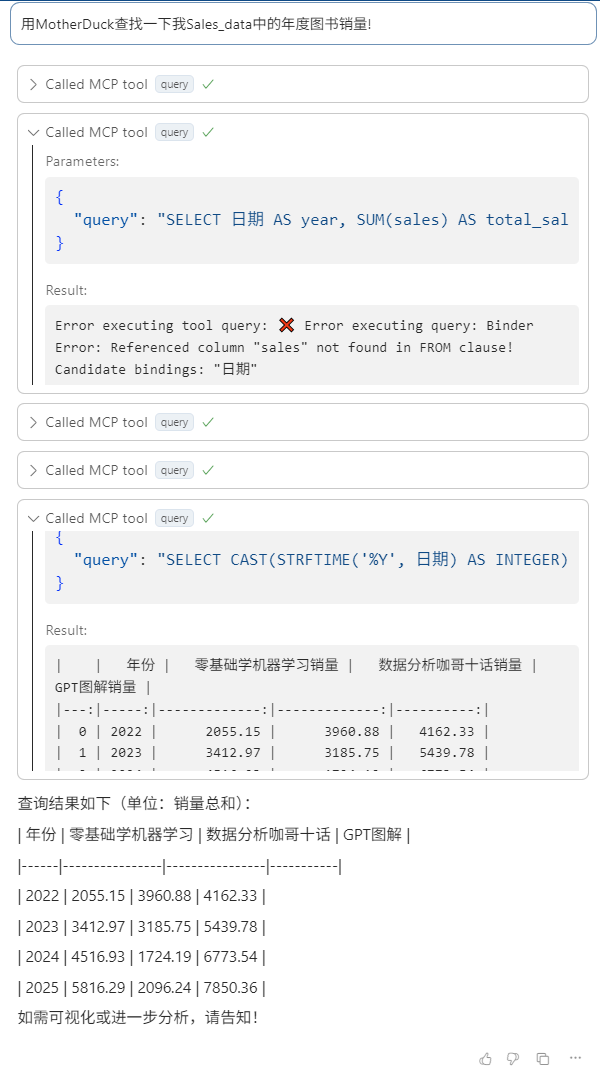 用MotherDuck查找一下我Sales_data中的年度图书销量!
Called MCP tool query
Called MCP tool query
Parameters:
{
"query": "SELECT 日期 AS year, SUM(sales) AS total_sal
}
Result:
Error executing tool query: ❌ Error executing query: Binder
Error: Referenced column "sales" not found in FROM clause!
Candidate bindings: "日期"
Called MCP tool query
Called MCP tool query
Called MCP tool query
{
"query": "SELECT CAST(STRFTIME('%Y', 日期) AS INTEGER)
}
Result:
| | 年份 | 零基础学机器学习销量 | 数据分析咖哥十话销量 |
GPT图解销量 |
|---:|-----:|-------------:|-------------:|----------:|
| 0 | 2022 | 2055.15 | 3960.88 | 4162.33 |
| 1 | 2023 | 3412.97 | 3185.75 | 5439.78 |
查询结果如下（单位：销量总和）：
| 年份 | 零基础学机器学习 | 数据分析咖哥十话 | GPT图解 |
|------|----------------|----------------|-----------|
| 2022 | 2055.15 | 3960.88 | 4162.33 |
| 2023 | 3412.97 | 3185.75 | 5439.78 |
| 2024 | 4516.93 | 1724.19 | 6773.54 |
| 2025 | 5816.29 | 2096.24 | 7850.36 |
如需可视化或进一步分析，请告知！